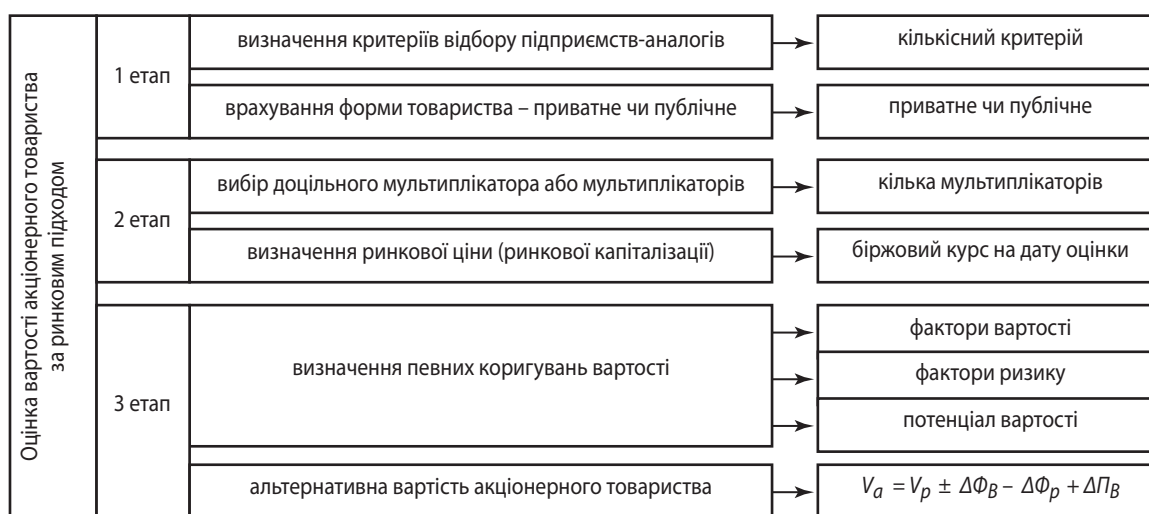 Оцінка вартості акціонерного товариства
за ринковим підходом
1 етап
визначення критеріїв відбору підприємств-аналогів
кількісний критерій
врахування форми товариства – приватне чи публічне
приватне чи публічне
2 етап
вибір доцільного мультиплікатора або мультиплікаторів
кілька мультиплікаторів
визначення ринкової ціни (ринкової капіталізації)
біржовий курс на дату оцінки
3 етап
визначення певних коригувань вартості
фактори вартості
фактори ризику
потенціал вартості
альтернативна вартість акціонерного товариства
Va = Vp ± ΔФВ – ΔФр + ΔПВ